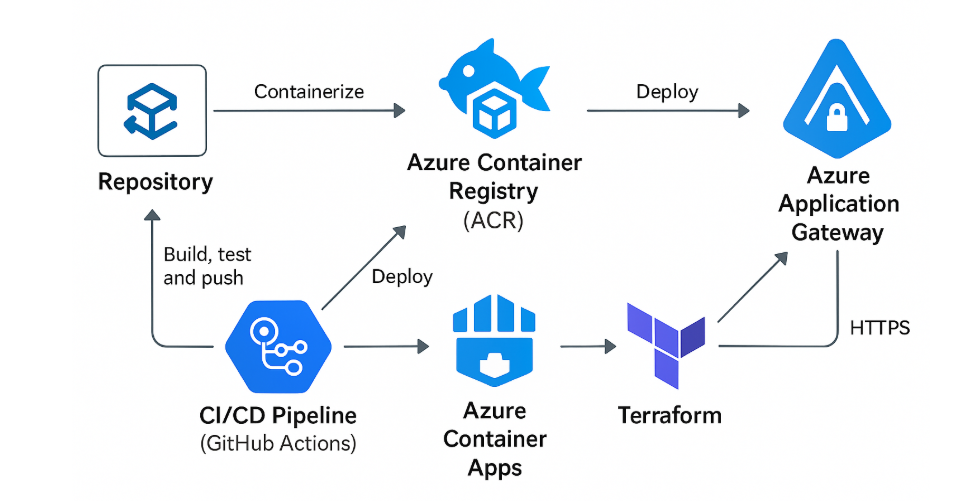 Containerize
Deploy
Repository
Azure Container
Registry
(ACR)
Azure
Application
Gateway
Build, test
and push
Deploy
HTTPS
CI/CD Pipeline
(GitHub Actions)
Azure
Container
Apps
Terraform